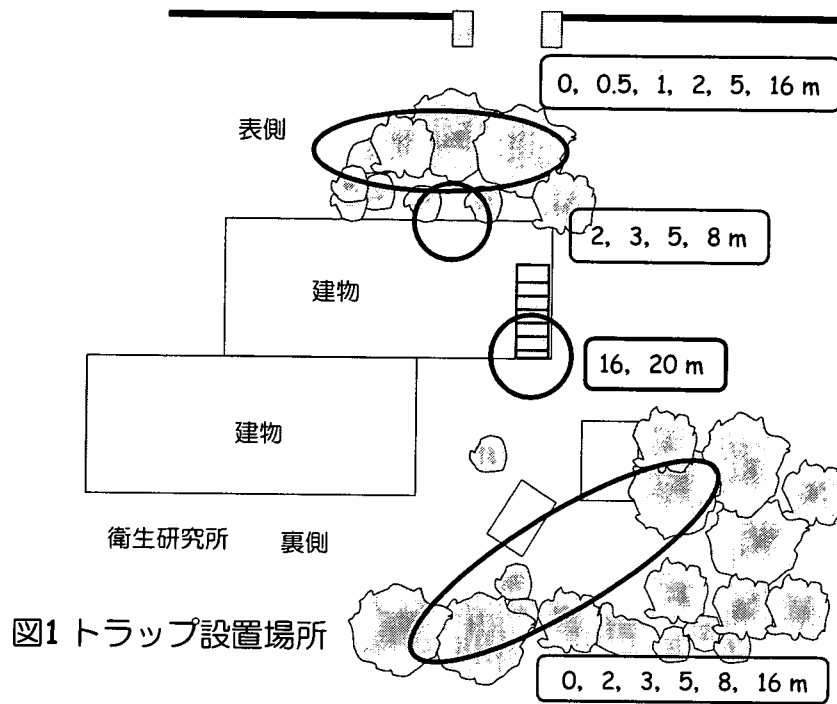 0, 0.5, 1, 2, 5, 16 m
表側
2, 3, 5, 8 m
建物
16, 20 m
建物
衛生研究所 裏側
図1 トラップ設置場所
0, 2, 3, 5, 8, 16 m